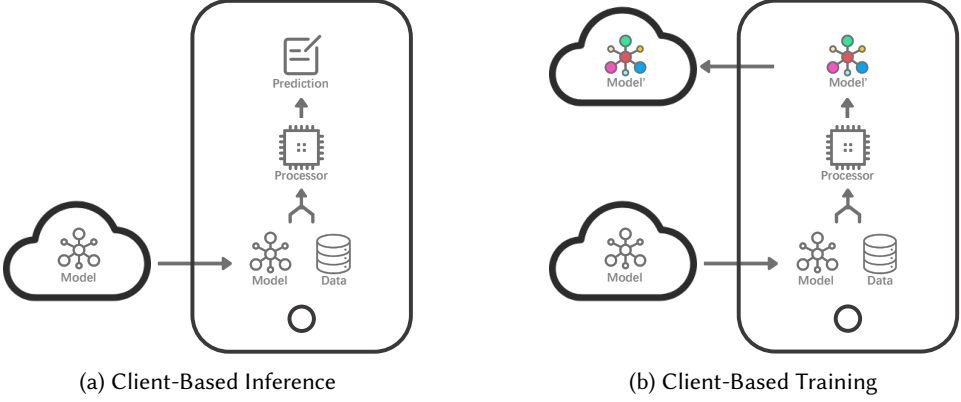 Prediction
Processor
Model
Model
Data
(a) Client-Based Inference
Model'
Model'
Processor
Model
Model
Data
(b) Client-Based Training